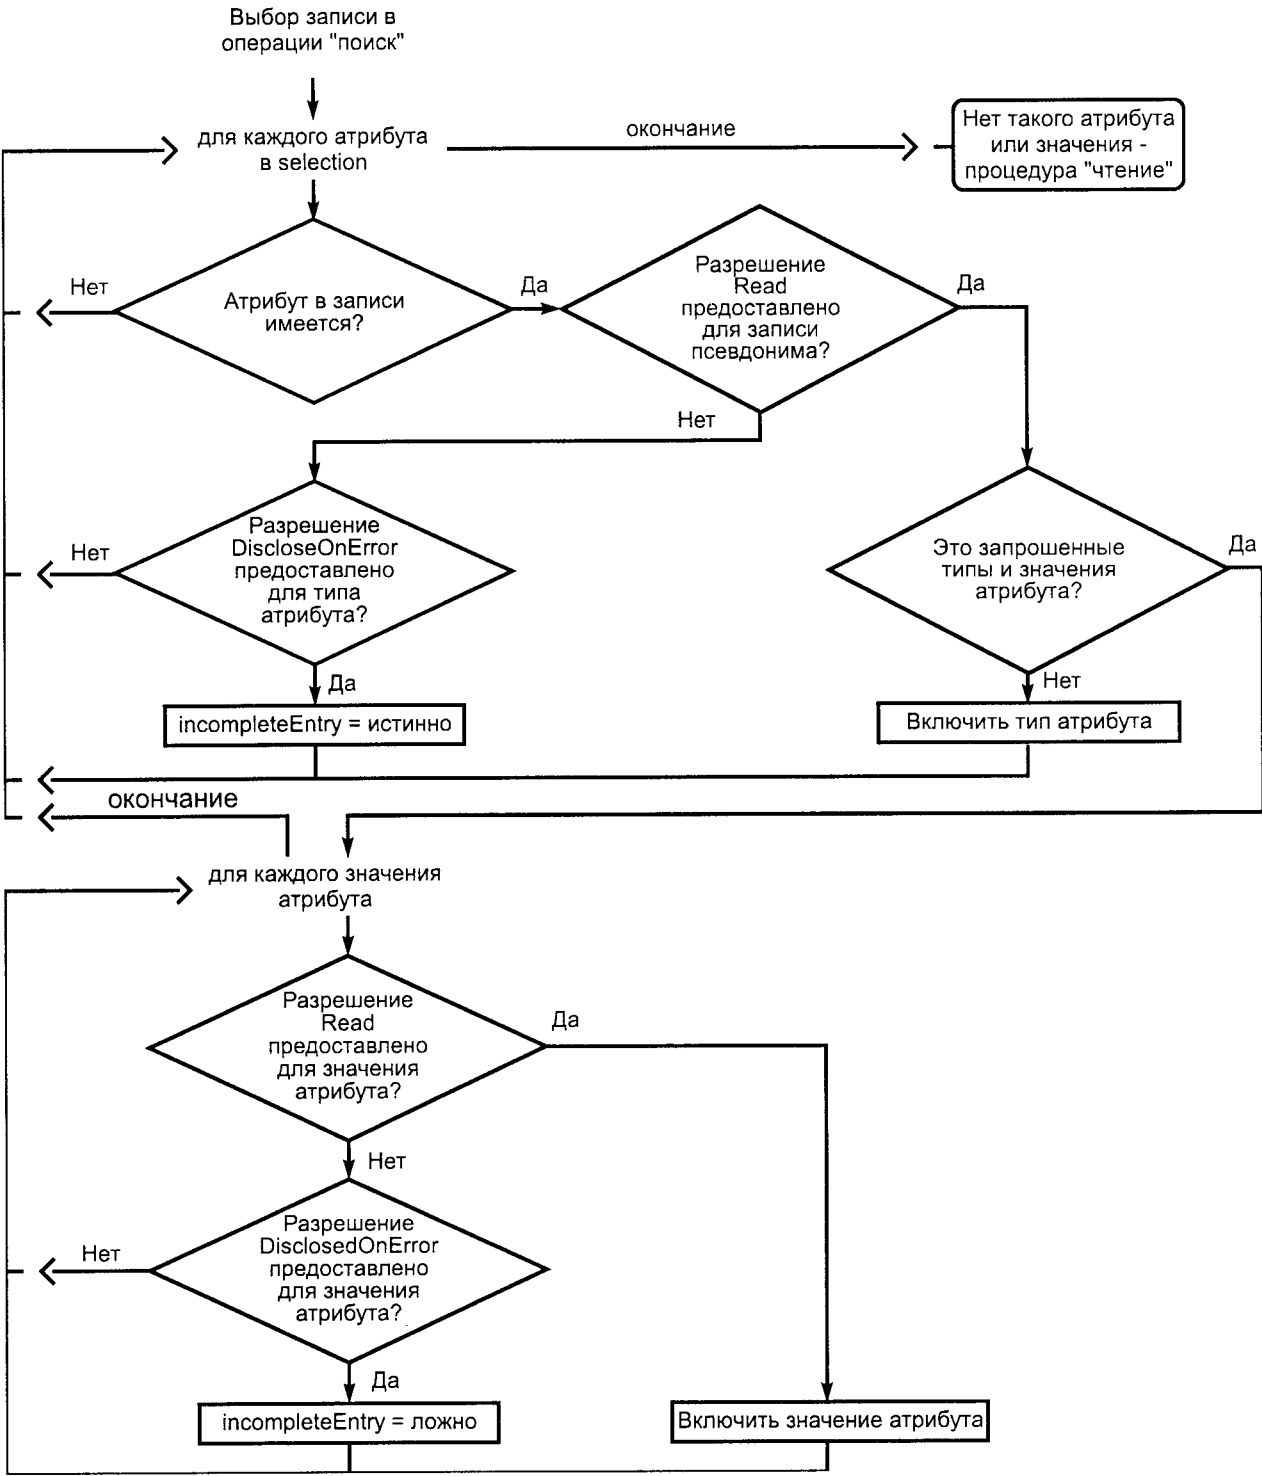 Выбор записи в
операции "поиск"
для каждого атрибута
в selection
окончание
Нет такого атрибута
или значения -
процедура "чтение"
Нет
Атрибут в записи
имеется?
Да
Разрешение
Read
предоставлено
для записи
псевдонима?
Да
Нет
Нет
Разрешение
DiscloseOnError
предоставлено
для типа
атрибута?
Это запрошенные
типы и значения
атрибута?
Да
Да
Нет
incompleteEntry = истинно
Включить тип атрибута
окончание
для каждого значения
атрибута
Разрешение
Read
предоставлено
для значения
атрибута?
Да
Нет
Нет
Разрешение
DisclosedOnError
предоставлено
для значения
атрибута?
Да
incompleteEntry = ложно
Включить значение атрибута